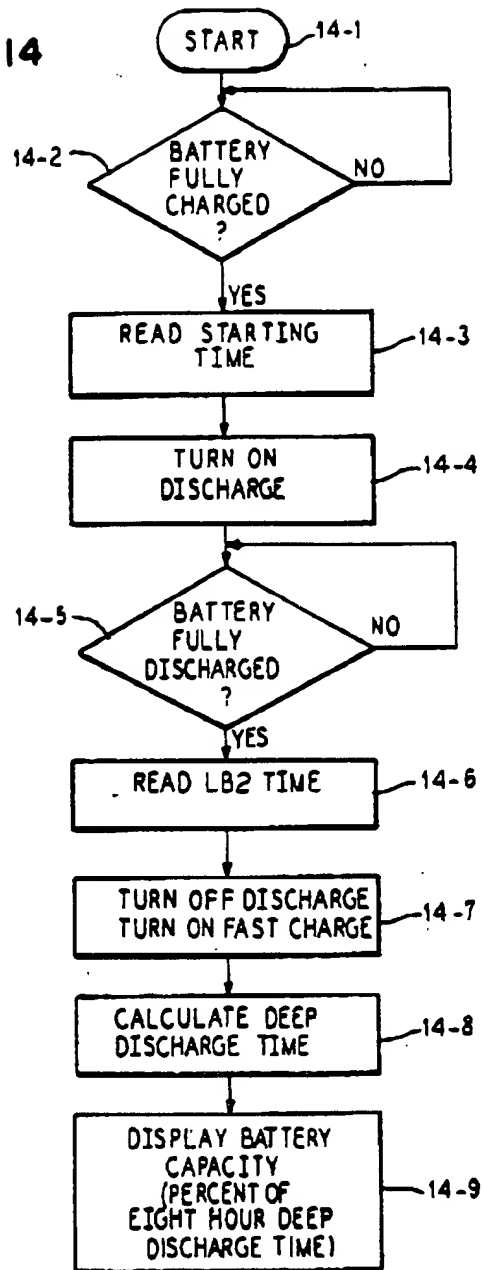 14
START
14-1
14-2
BATTERY
FULLY
CHARGED
?
NO
YES
READ STARTING
TIME
14-3
TURN ON
DISCHARGE
14-4
14-5
BATTERY
FULLY
DISCHARGED
?
NO
YES
READ LB2 TIME
14-6
TURN OFF DISCHARGE
TURN ON FAST CHARGE
14-7
CALCULATE DEEP
DISCHARGE TIME
14-8
DISPLAY BATTERY
CAPACITY
(PERCENT OF
EIGHT HOUR DEEP
DISCHARGE TIME)
14-9